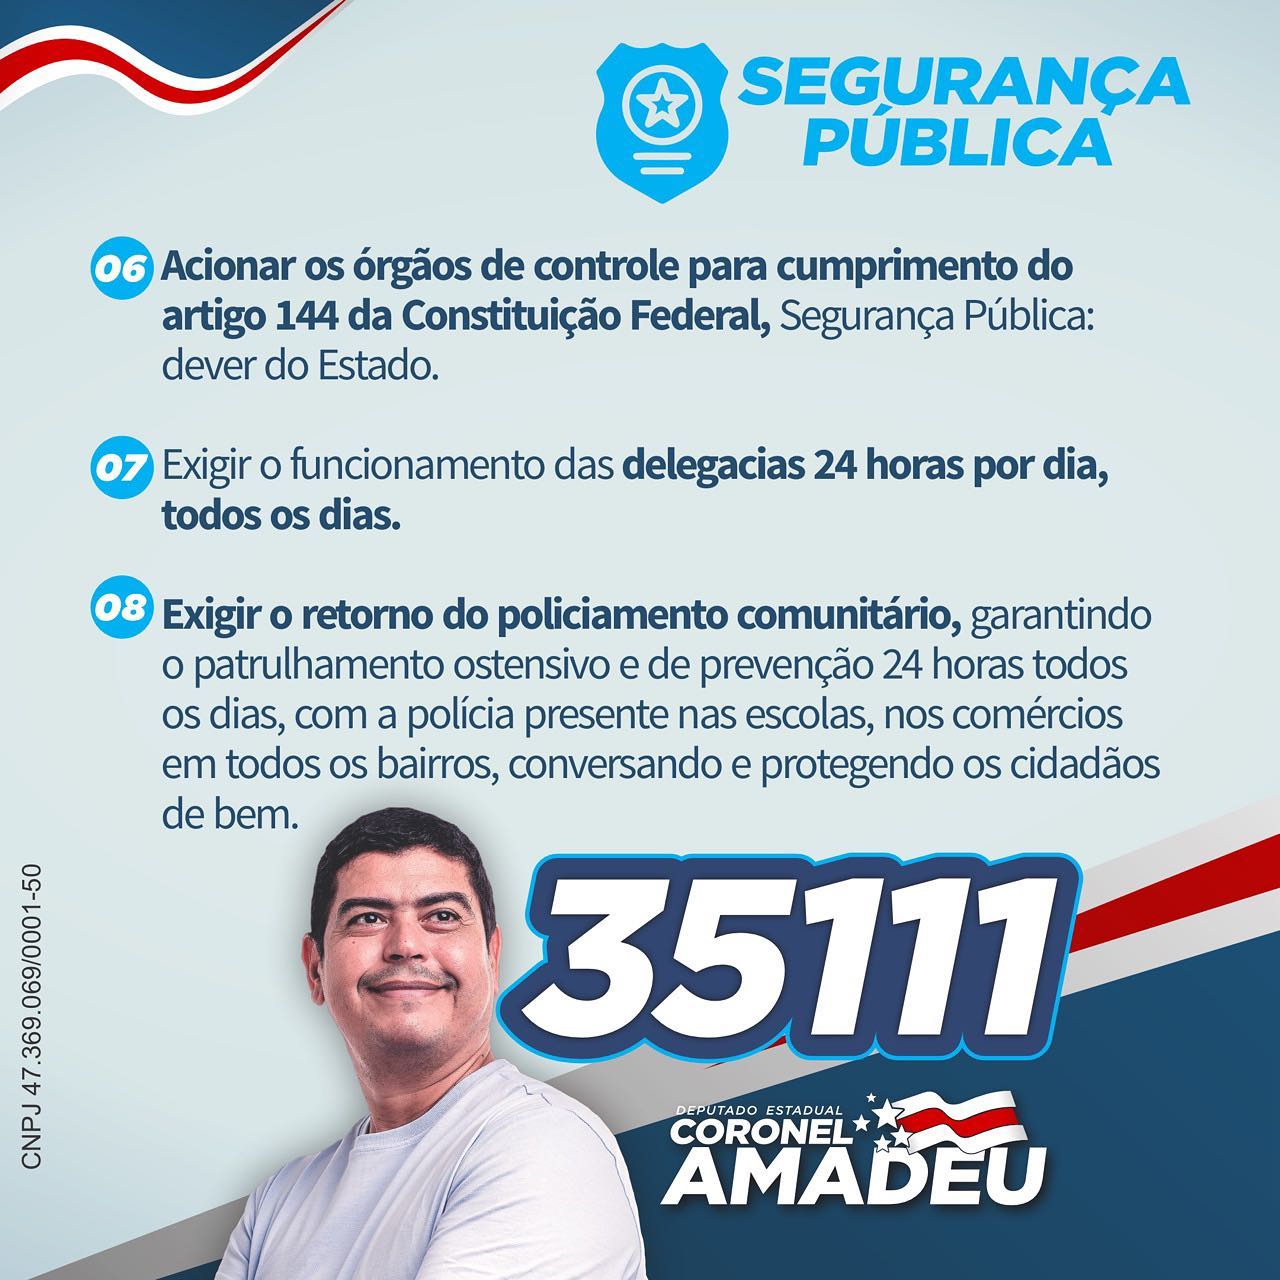 SEGURANÇA
PÚBLICA
06 Acionar os órgãos de controle para cumprimento do
artigo 144 da Constituição Federal, Segurança Pública:
dever do Estado.
07 Exigir o funcionamento das delegacias 24 horas por dia,
todos os dias.
08 Exigir o retorno do policiamento comunitário, garantindo
o patrulhamento ostensivo e de prevenção 24 horas todos
os dias, com a polícia presente nas escolas, nos comércios
em todos os bairros, conversando e protegendo os cidadãos
de bem.
CNPJ 47.369.069/0001-50
35111
DEPUTADO ESTADUAL
CORONEL
AMADEU